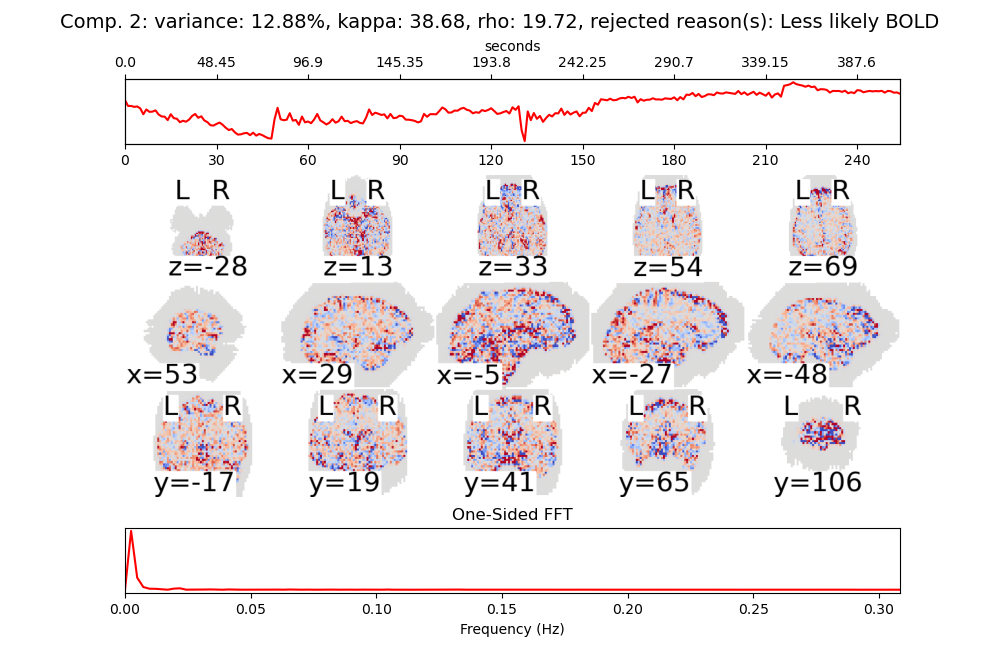 Comp. 2: variance: 12.88%, kappa: 38.68, rho: 19.72, rejected reason(s): Less likely BOLD
seconds
0.0 48.45 96.9 145.35 193.8 242.25 290.7 339.15 387.6
0 30 60 90 120 150 180 210 240
L R L R L R L R L R
z=-28 z=13 z=33 z=54 z=69
x=53 x=29 x=-5 x=-27 x=-48
L R L R L R L R L R
y=-17 y=19 y=41 y=65 y=106
One-Sided FFT
0.00 0.05 0.10 0.15 0.20 0.25 0.30
Frequency (Hz)